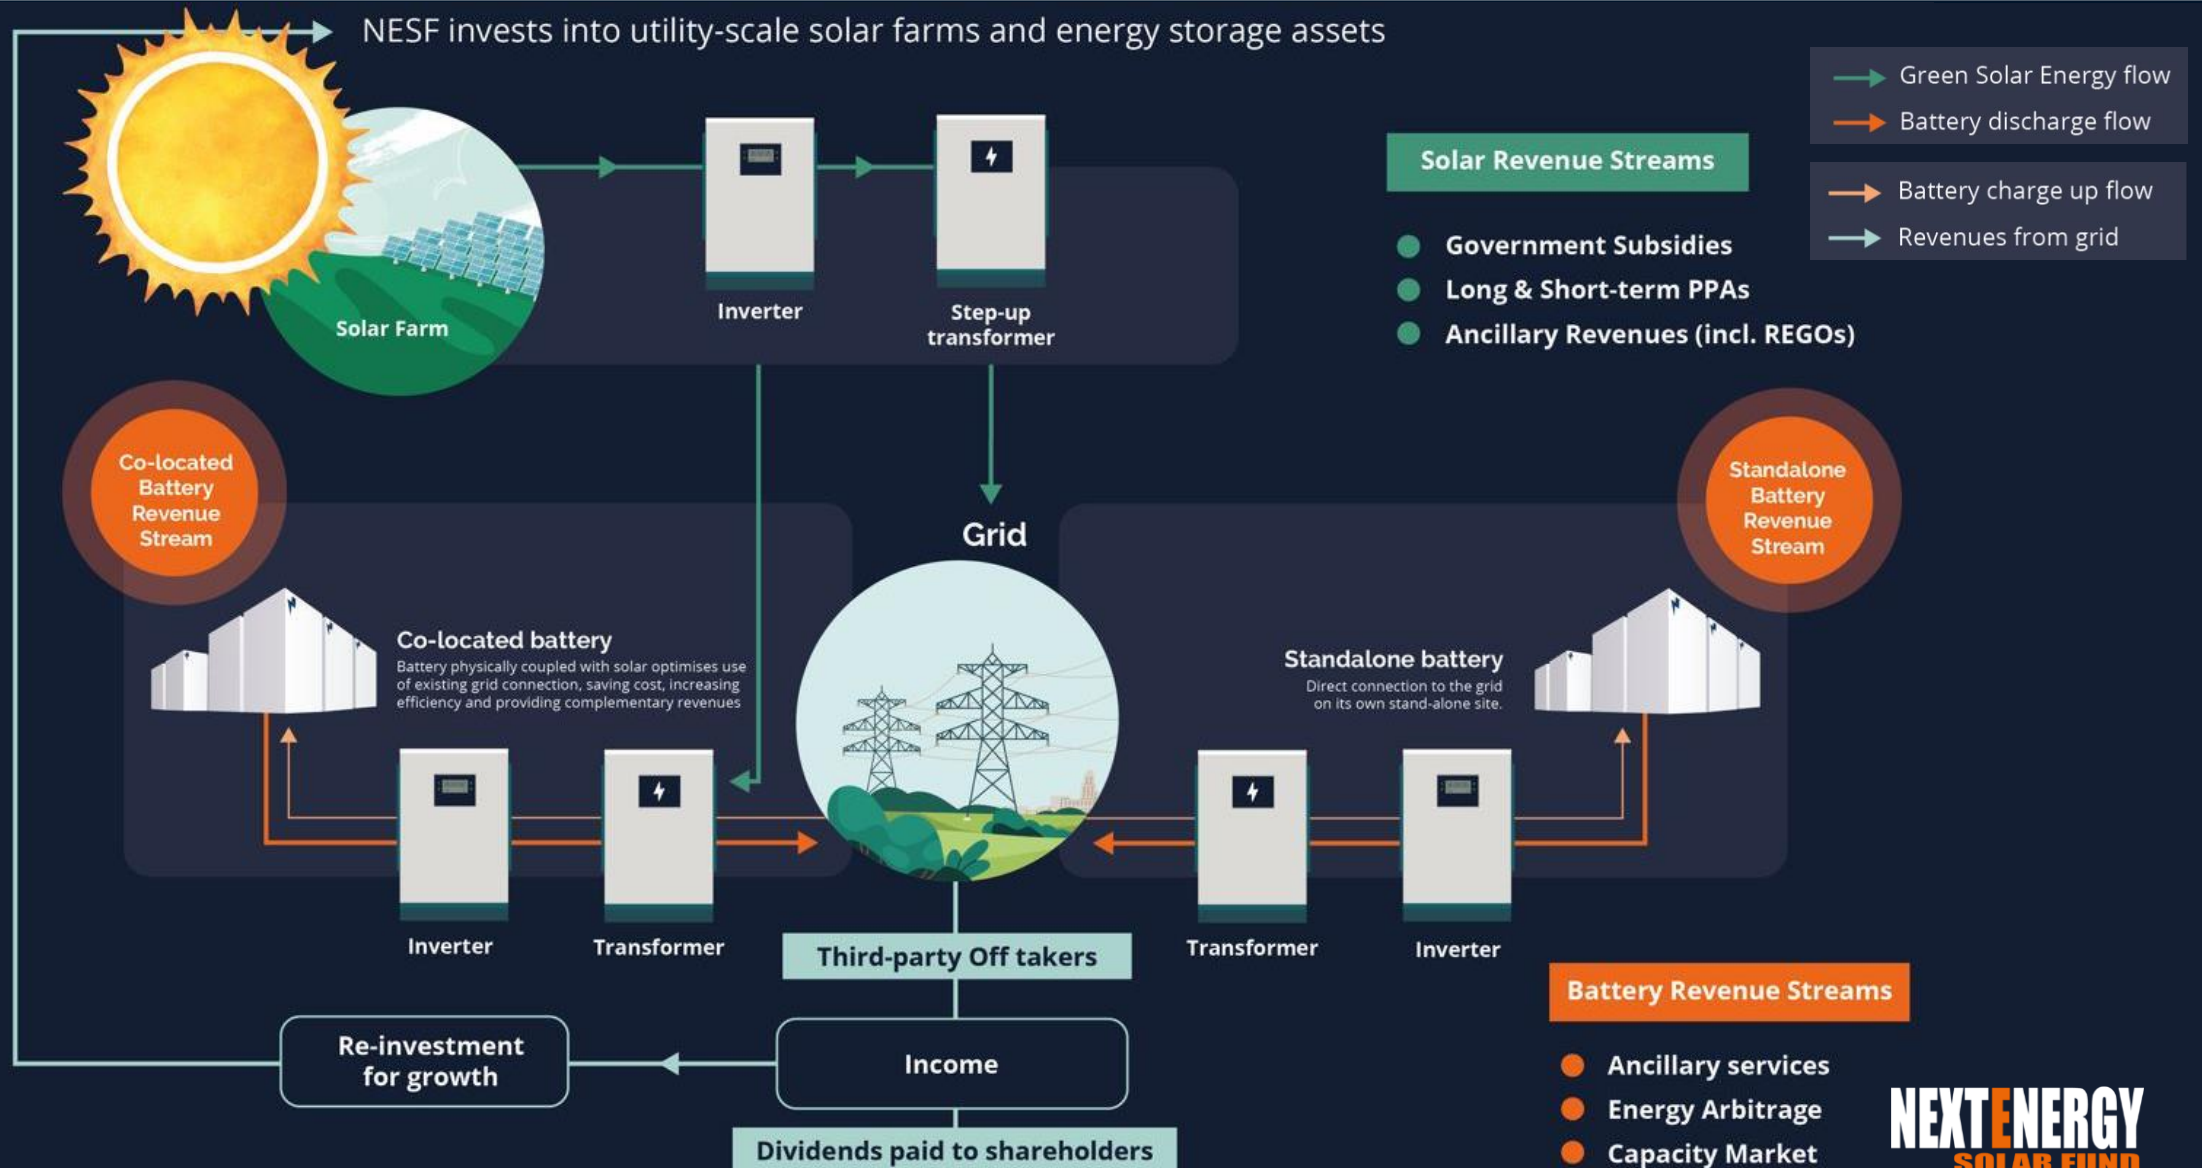 NESF invests into utility-scale solar farms and energy storage assets
Green Solar Energy flow
Battery discharge flow
Battery charge up flow
Revenues from grid
Solar Revenue Streams
Government Subsidies
Long & Short-term PPAs
Ancillary Revenues (incl. REGOs)
Solar Farm
Inverter
Step-up
transformer
Co-located
Battery
Revenue
Stream
Grid
Standalone
Battery
Revenue
Stream
Co-located battery
Battery physically coupled with solar optimises use
of existing grid connection, saving cost, increasing
efficiency and providing complementary revenues
Standalone battery
Direct connection to the grid
on its own stand-alone site.
Inverter
Transformer
Transformer
Inverter
Third-party Off takers
Re-investment
for growth
Income
Dividends paid to shareholders
Battery Revenue Streams
Ancillary services
Energy Arbitrage
Capacity Market
NEXTENERGY
SOLAR FUND